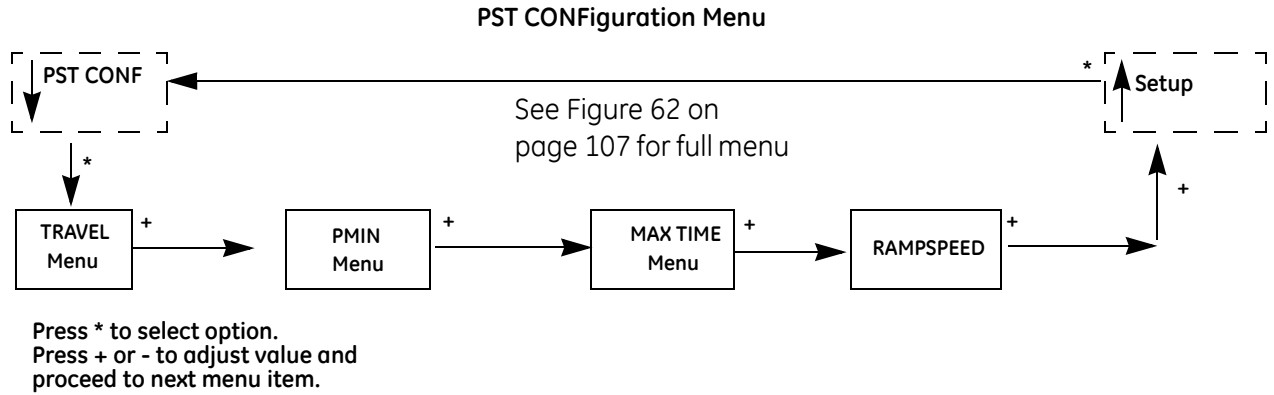 PST CONFiguration Menu
PST CONF
*
Setup
See Figure 62 on
page 107 for full menu
*
+
TRAVEL
Menu
+
PMIN
Menu
+
MAX TIME
Menu
+
RAMPSPEED
+
Press * to select option.
Press + or - to adjust value and
proceed to next menu item.